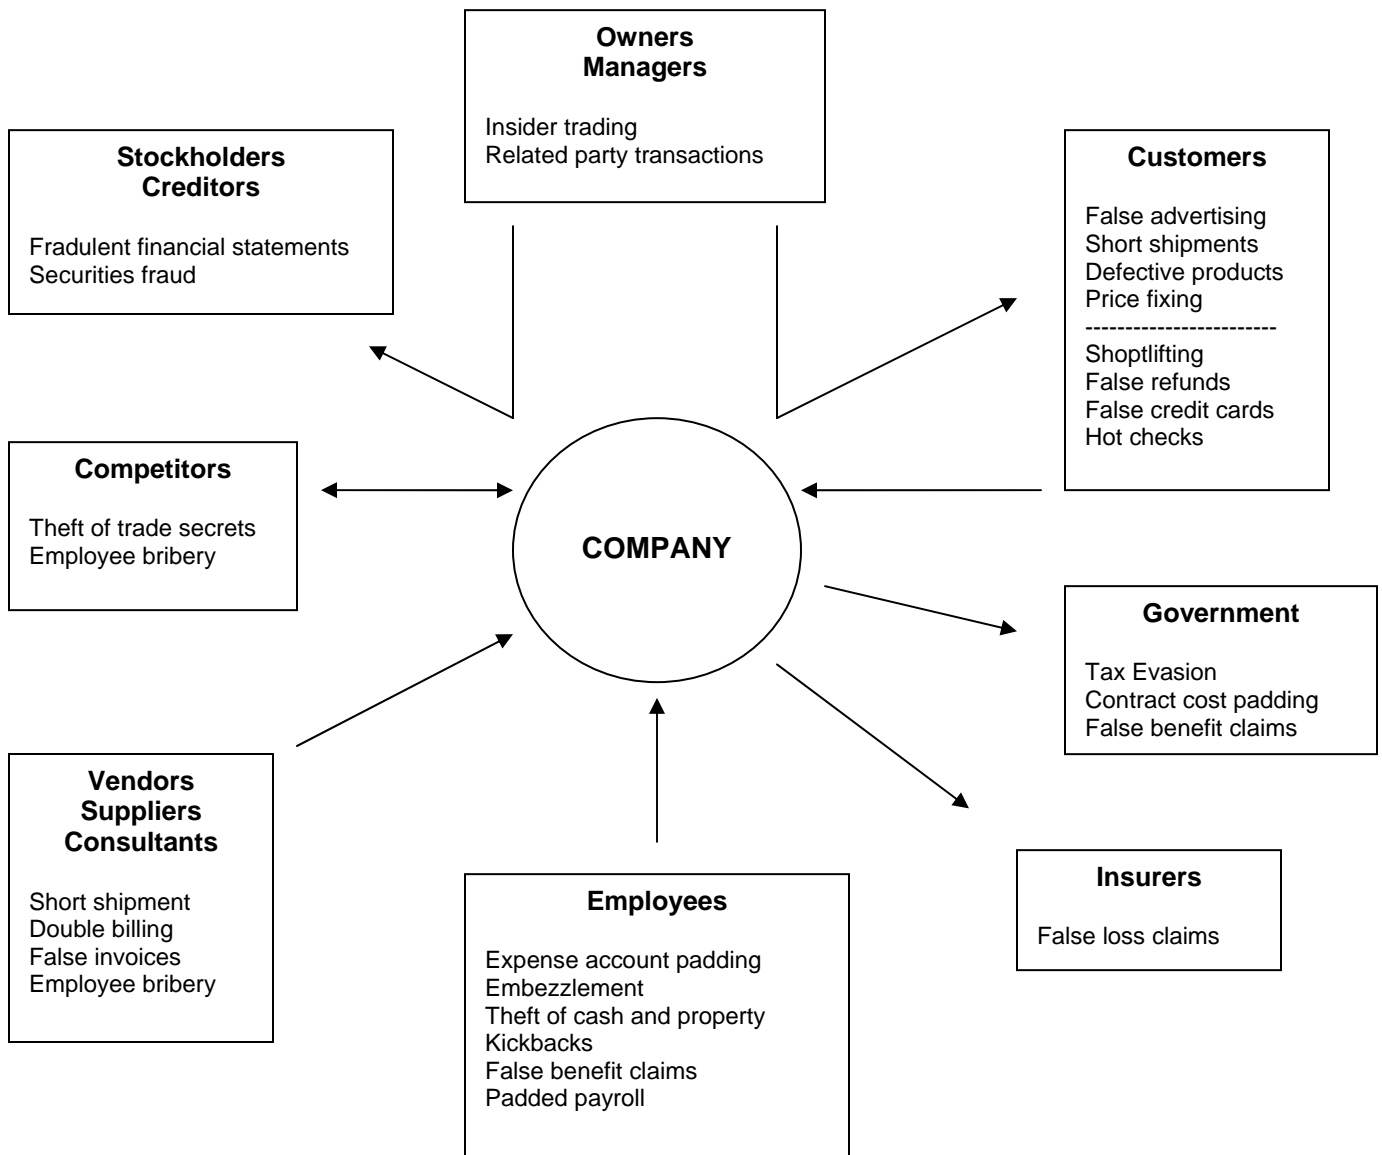 Owners
Managers
Insider trading
Related party transactions
Stockholders
Creditors
Fradulent financial statements
Securities fraud
Customers
False advertising
Short shipments
Defective products
Price fixing
------------------------
Shoptlifting
False refunds
False credit cards
Hot checks
Competitors
Theft of trade secrets
Employee bribery
COMPANY
Government
Tax Evasion
Contract cost padding
False benefit claims
Vendors
Suppliers
Consultants
Short shipment
Double billing
False invoices
Employee bribery
Employees
Expense account padding
Embezzlement
Theft of cash and property
Kickbacks
False benefit claims
Padded payroll
Insurers
False loss claims